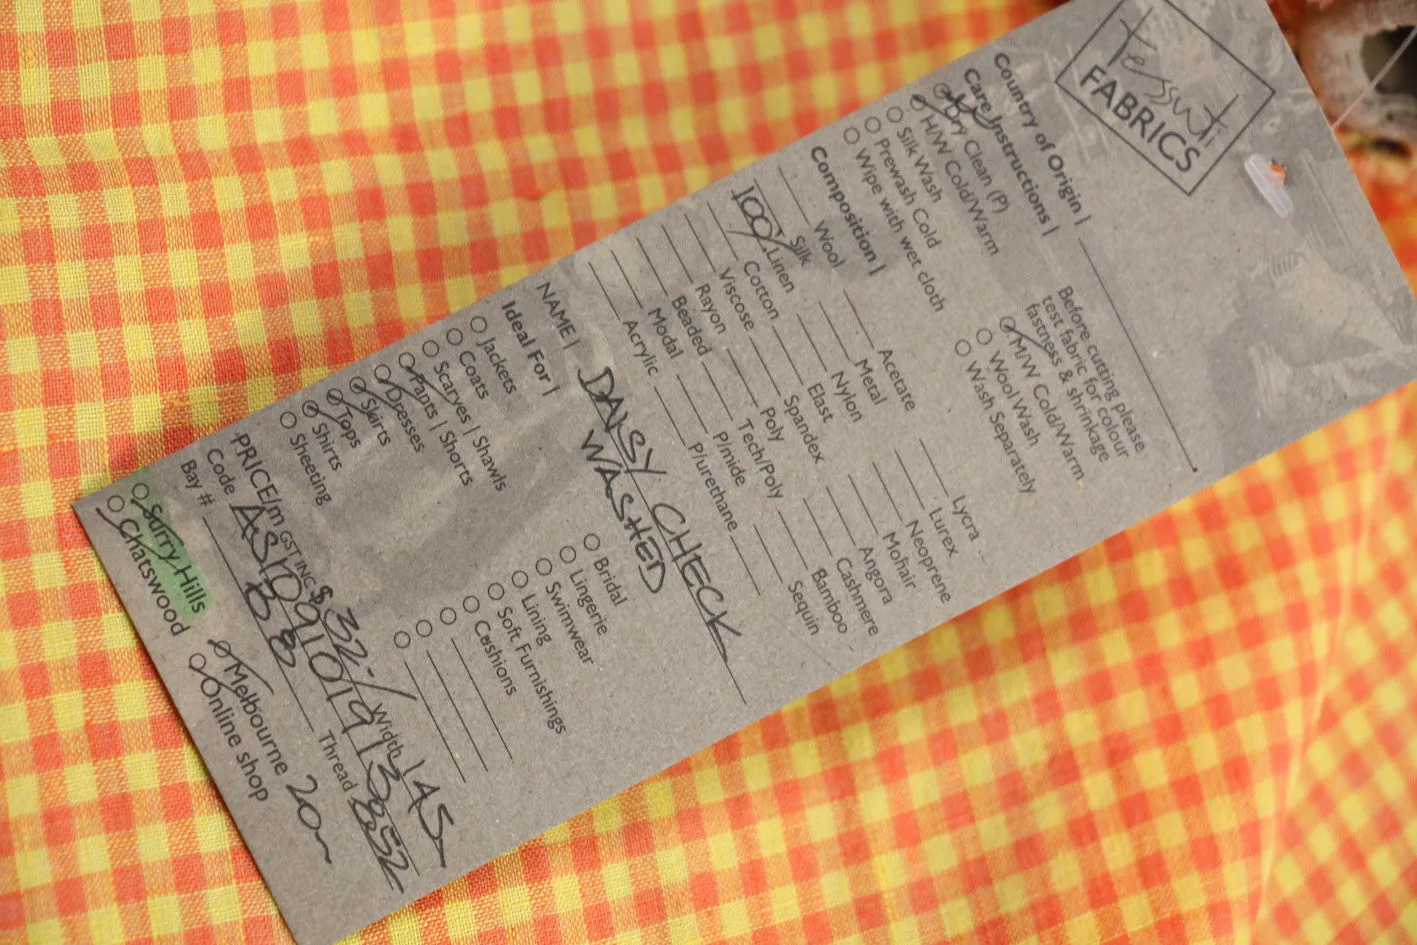 tessuti
FABRICS
Country of Origin |
Care Instructions |
Dry Clean (P)
H/W Cold/Warm
Silk Wash
Prewash Cold
Wipe with wet cloth
Before cutting please
test fabric for colour
fastness & shrinkage
M/W Cold/Warm
Wool Wash
Wash Separately
Composition |
Wool
Silk
100% Linen
Cotton
Viscose
Rayon
Beaded
Modal
Acrylic
Acetate
Metal
Nylon
Elast
Spandex
Poly
Tech/Poly
P/mide
P/urethane
Lycra
Lurex
Neoprene
Mohair
Angora
Cashmere
Bamboo
Sequin
NAME | DAISY CHECK
WASHED
Ideal For |
Jackets
Coats
Scarves | Shawls
Pants | Shorts
Dresses
Skirts
Tops
Shirts
Sheeting
Bridal
Lingerie
Swimwear
Lining
Soft Furnishings
Cushions
PRICE/m GST INC $ 32-/ Width | 145
Code
Bay # Thread
Surry Hills
Chatswood
Melbourne 20m
Online shop